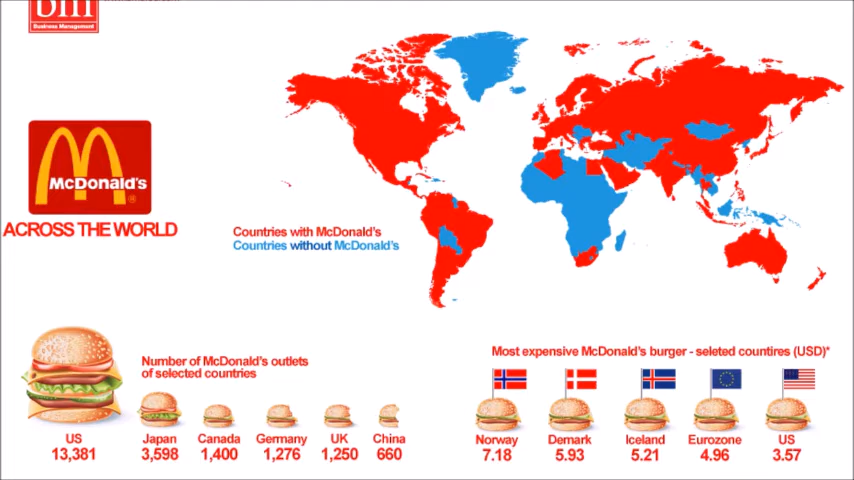 bm
Business Management
McDonald's
®
ACROSS THE WORLD
Countries with McDonald's
Countries without McDonald's
Number of McDonald's outlets
of selected countries
US
13,381
Japan
3,598
Canada
1,400
Germany
1,276
UK
1,250
China
660
Most expensive McDonald's burger - seleted countires (USD)*
Norway
7.18
Demark
5.93
Iceland
5.21
Eurozone
4.96
US
3.57